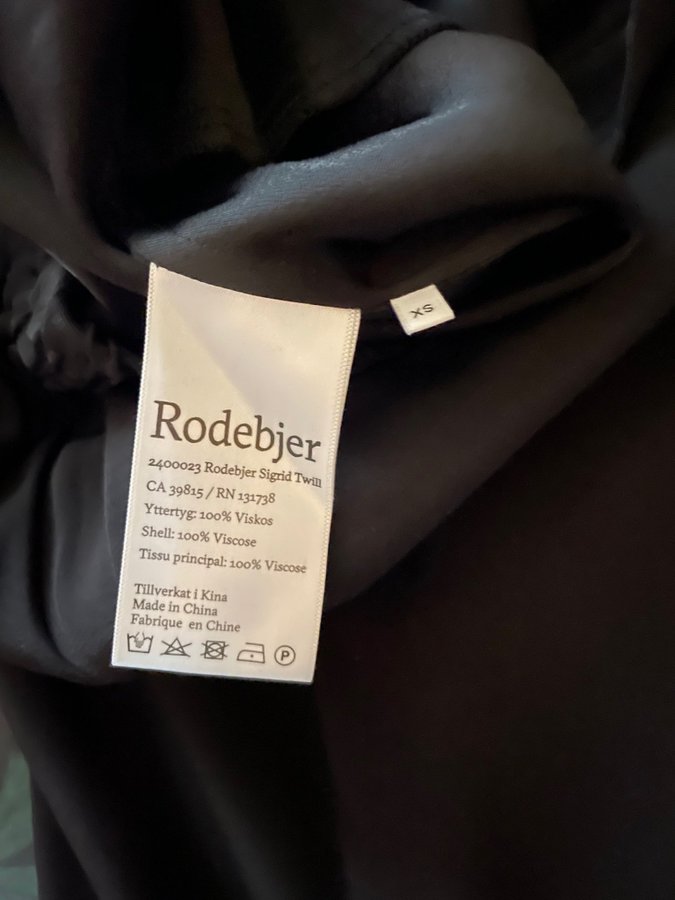 XS
Rodebjer
2400023 Rodebjer Sigrid Twill
CA 39815 / RN 131738
Yttertyg: 100% Viskos
Shell: 100% Viscose
Tissu principal: 100% Viscose
Tillverkat i Kina
Made in China
Fabrique en Chine
P